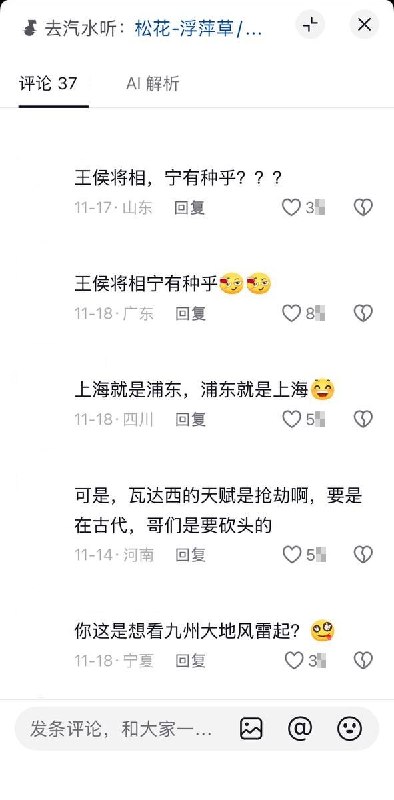 去汽水听：松花-浮萍草/...
评论 37
AI 解析
王侯将相，宁有种乎？？？
11-17·山东 回复 3
王侯将相宁有种乎
11-18·广东 回复 8
上海就是浦东，浦东就是上海
11-18·四川 回复 5
可是，瓦达西的天赋是抢劫啊，要是
在古代，哥们是要砍头的
11-14·河南 回复 5
你这是想看九州大地风雷起？
11-18·宁夏 回复 3
发条评论，和大家一...